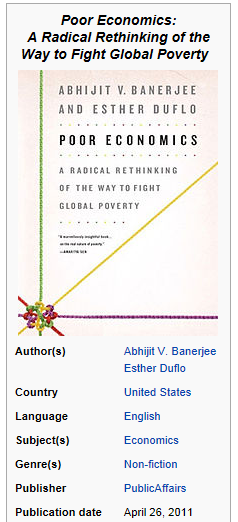 Poor Economics:
A Radical Rethinking of the
Way to Fight Global Poverty
ABHIJIT V. BANERJEE
AND ESTHER DUFLO
POOR ECONOMICS
A RADICAL RETHINKING
OF THE WAY TO FIGHT
GLOBAL POVERTY
"A marvellously insightful book...
on the real nature of poverty."
—AMARTYA SEN
Author(s) Abhijit V. Banerjee
Esther Duflo
Country United States
Language English
Subject(s) Economics
Genre(s) Non-fiction
Publisher PublicAffairs
Publication date April 26, 2011